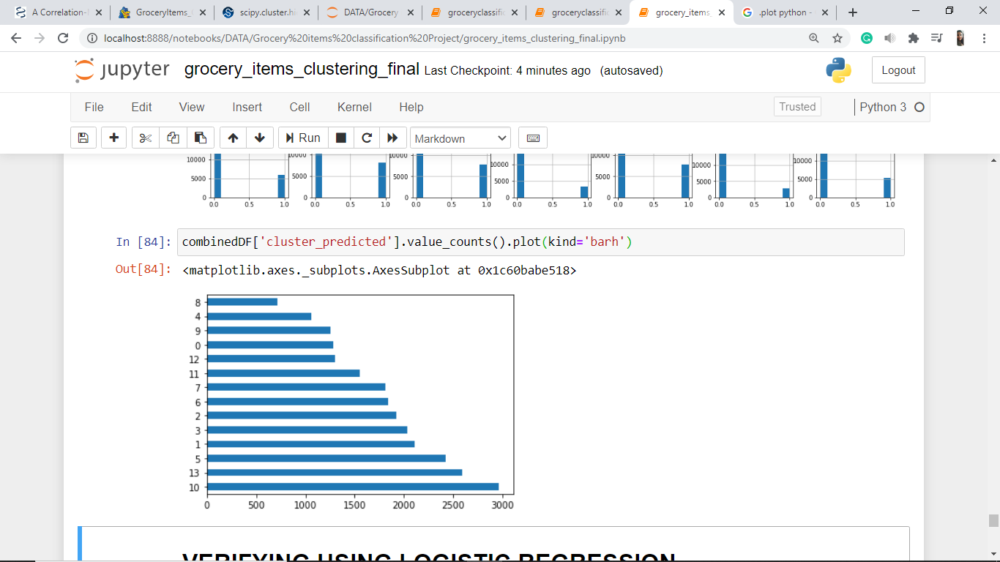 A Correlation-
GroceryItems_
scipy.cluster.hi
DATA/Grocery
groceryclassific
groceryclassific
grocery_items_
.plot python -
localhost:8888/notebooks/DATA/Grocery%20items%20classification%20Project/grocery_items_clustering_final.ipynb
jupyter grocery_items_clustering_final Last Checkpoint: 4 minutes ago (autosaved)
Logout
File Edit View Insert Cell Kernel Help
Trusted
Python 3
Run
Markdown
10000 10000 10000 10000 10000 10000 10000
5000 5000 5000 5000 5000 5000 5000
0 0 0 0 0 0 0
0.0 0.5 1.0 0.0 0.5 1.0 0.0 0.5 1.0 0.0 0.5 1.0 0.0 0.5 1.0 0.0 0.5 1.0 0.0 0.5 1.0
In [84]: combinedDF['cluster_predicted'].value_counts().plot(kind='barh')
Out[84]: <matplotlib.axes._subplots.AxesSubplot at 0x1c60babe518>
8
4
9
0
12
11
7
6
2
3
1
5
13
10
0 500 1000 1500 2000 2500 3000
VERIFYING USING LOGISTIC REGRESSION